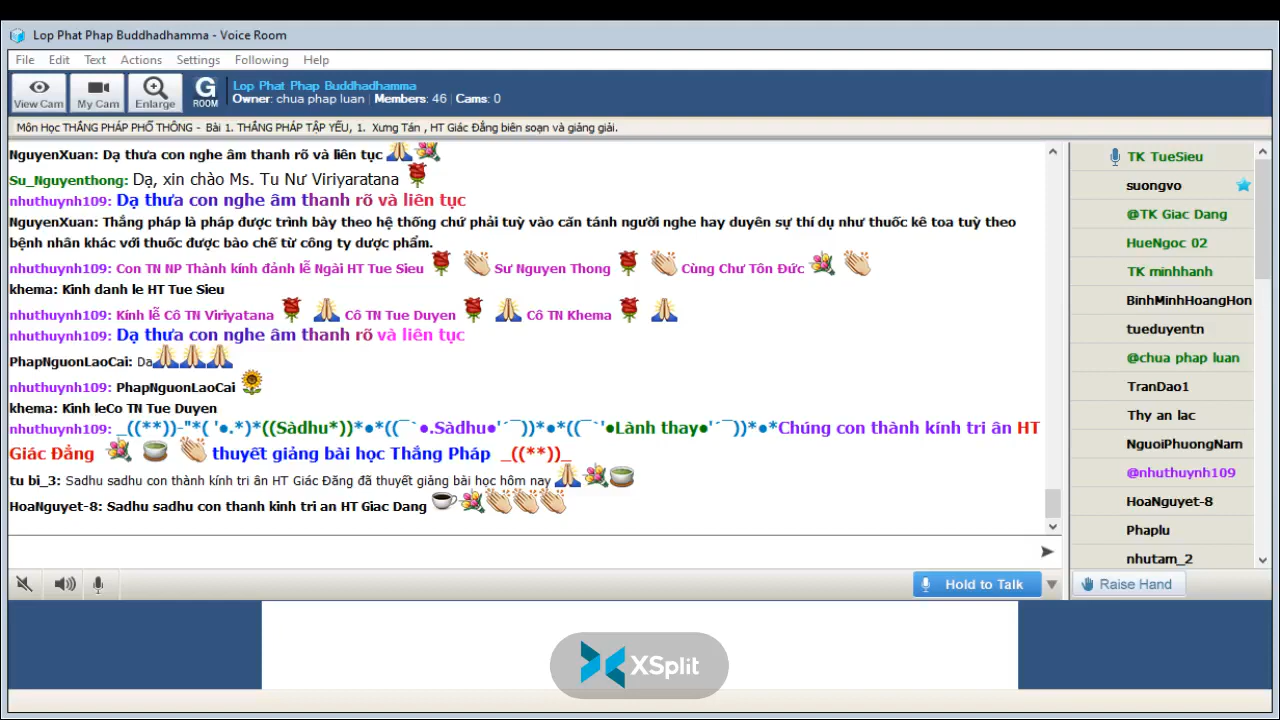 Lop Phat Phap Buddhadhamma - Voice Room
File Edit Text Actions Settings Following Help
View Cam My Cam Enlarge G ROOM
Lop Phat Phap Buddhadhamma
Owner: chua phap luan | Members: 46 | Cams: 0
Môn Học THẮNG PHÁP PHỔ THÔNG - Bài 1. THẮNG PHÁP TẬP YẾU, 1. Xưng Tán , HT Giác Đẳng biên soạn và giảng giải.
NguyenXuan: Dạ thưa con nghe âm thanh rõ và liên tục
Su_Nguyenthong: Dạ, xin chào Ms. Tu Nư Viriyaratana
nhuthuynh109: Dạ thưa con nghe âm thanh rõ và liên tục
NguyenXuan: Thắng pháp là pháp được trình bày theo hệ thống chứ phải tuỳ vào căn tánh người nghe hay duyên sự thí dụ như thuốc kê toa tuỳ theo
bệnh nhân khác với thuốc được bào chế từ công ty dược phẩm.
nhuthuynh109: Con TN NP Thành kính đảnh lễ Ngài HT Tue Sieu Sư Nguyen Thong Cùng Chư Tôn Đức
khema: Kinh danh le HT Tue Sieu
nhuthuynh109: Kính lễ Cô TN Viriyatana Cô TN Tue Duyen Cô TN Khema
nhuthuynh109: Dạ thưa con nghe âm thanh rõ và liên tục
PhapNguonLaoCai: Da
nhuthuynh109: PhapNguonLaoCai
khema: Kinh leCo TN Tue Duyen
nhuthuynh109: _((**))-"*( '●.*)*((Sàdhu*))*●*((¯`●.Sàdhu●'´¯))*●*((¯`'●Lành thay●'´¯))*●*Chúng con thành kính tri ân HT
Giác Đẳng thuyết giảng bài học Thắng Pháp _((**))_
tu bi_3: Sadhu sadhu con thành kính tri ân HT Giác Đăng đã thuyết giảng bài học hôm nay
HoaNguyet-8: Sadhu sadhu con thanh kinh tri an HT Giac Dang
TK TueSieu
suongvo
@TK Giac Dang
HueNgoc 02
TK minhhanh
BinhMinhHoangHon
tueduyentn
@chua phap luan
TranDao1
Thy an lac
NguoiPhuongNam
@nhuthuynh109
HoaNguyet-8
Phaplu
nhutam_2
Hold to Talk
Raise Hand
XSplit